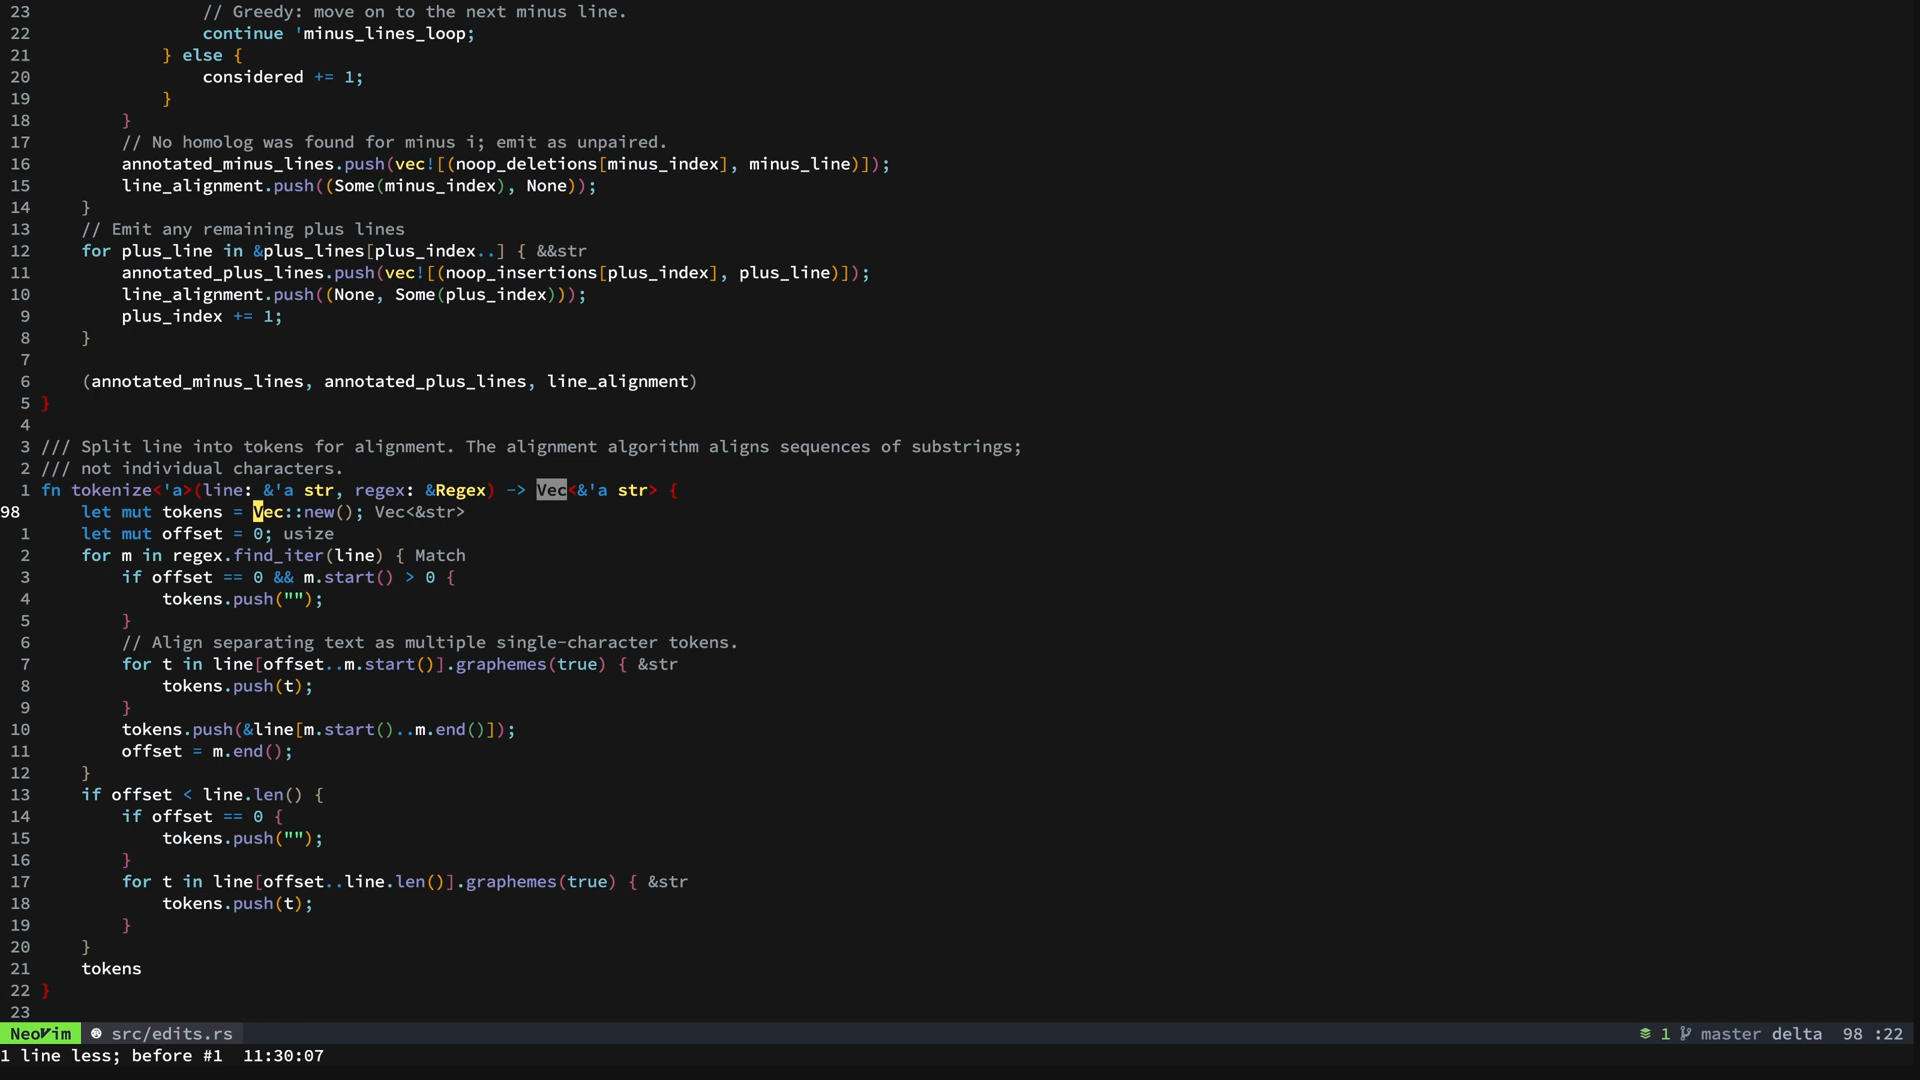 23                 // Greedy: move on to the next minus line.
22                 continue 'minus_lines_loop;
21             } else {
20                 considered += 1;
19             }
18         }
17         // No homolog was found for minus i; emit as unpaired.
16         annotated_minus_lines.push(vec![(noop_deletions[minus_index], minus_line)]);
15         line_alignment.push((Some(minus_index), None));
14     }
13     // Emit any remaining plus lines
12     for plus_line in &plus_lines[plus_index..] { &&str
11         annotated_plus_lines.push(vec![(noop_insertions[plus_index], plus_line)]);
10         line_alignment.push((None, Some(plus_index)));
9         plus_index += 1;
8     }
7
6     (annotated_minus_lines, annotated_plus_lines, line_alignment)
5 }
4
3 /// Split line into tokens for alignment. The alignment algorithm aligns sequences of substrings;
2 /// not individual characters.
1 fn tokenize<'a>(line: &'a str, regex: &Regex) -> Vec<&'a str> {
98     let mut tokens = Vec::new(); Vec<&str>
1     let mut offset = 0; usize
2     for m in regex.find_iter(line) { Match
3         if offset == 0 && m.start() > 0 {
4             tokens.push("");
5         }
6         // Align separating text as multiple single-character tokens.
7         for t in line[offset..m.start()].graphemes(true) { &str
8             tokens.push(t);
9         }
10         tokens.push(&line[m.start()..m.end()]);
11         offset = m.end();
12     }
13     if offset < line.len() {
14         if offset == 0 {
15             tokens.push("");
16         }
17         for t in line[offset..line.len()].graphemes(true) { &str
18             tokens.push(t);
19         }
20     }
21     tokens
22 }
23
NeoVim src/edits.rs 1 master delta 98 :22
1 line less; before #1  11:30:07